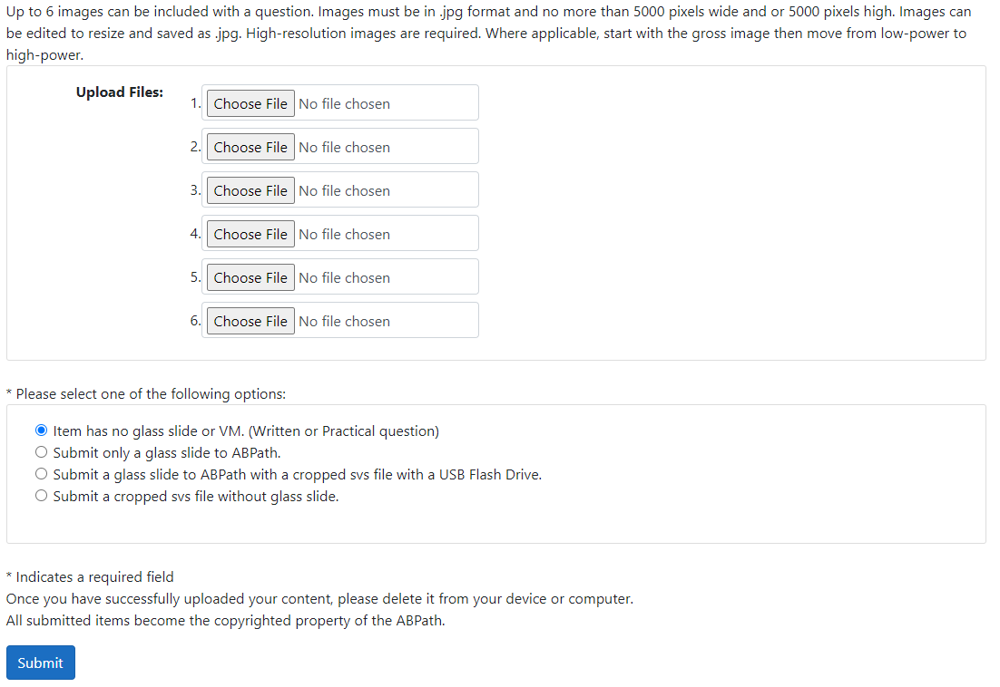 Up to 6 images can be included with a question. Images must be in .jpg format and no more than 5000 pixels wide and or 5000 pixels high. Images can
be edited to resize and saved as .jpg. High-resolution images are required. Where applicable, start with the gross image then move from low-power to
high-power.
Upload Files:
1. Choose File No file chosen
2. Choose File No file chosen
3. Choose File No file chosen
4. Choose File No file chosen
5. Choose File No file chosen
6. Choose File No file chosen
* Please select one of the following options:
Item has no glass slide or VM. (Written or Practical question)
Submit only a glass slide to ABPath.
Submit a glass slide to ABPath with a cropped svs file with a USB Flash Drive.
Submit a cropped svs file without glass slide.
* Indicates a required field
Once you have successfully uploaded your content, please delete it from your device or computer.
All submitted items become the copyrighted property of the ABPath.
Submit